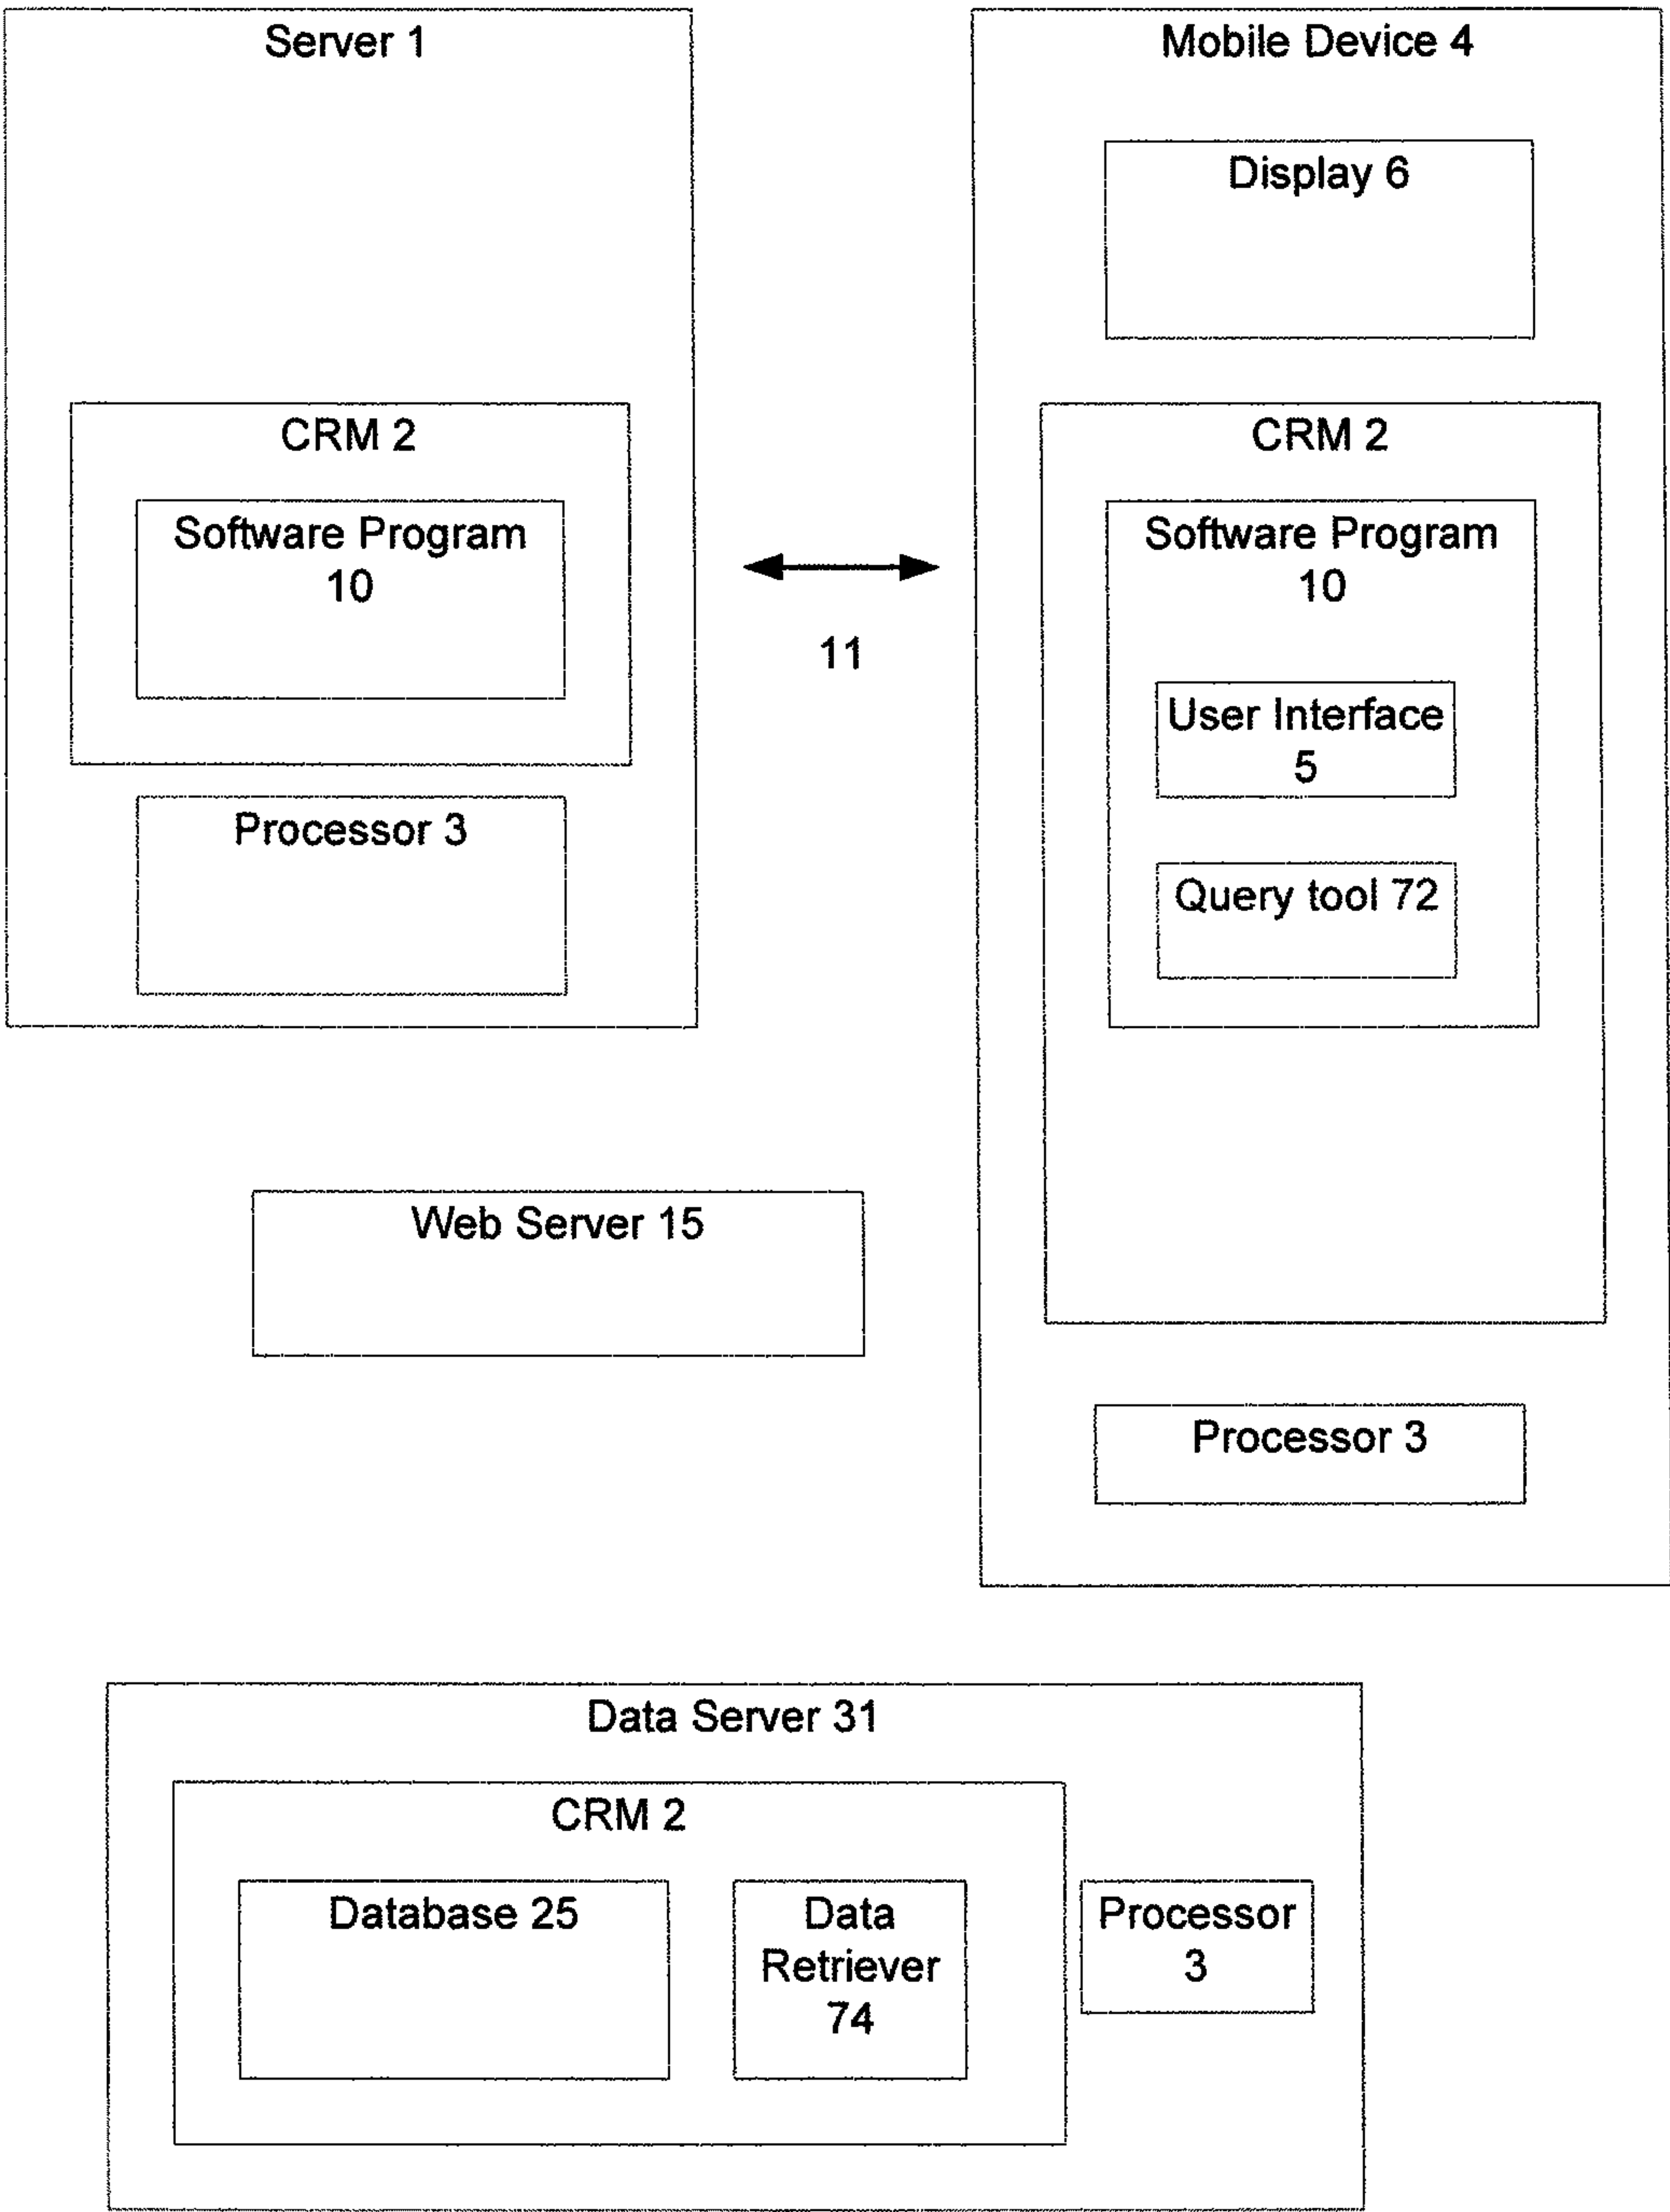 Server 1
CRM 2
Software Program
10
Processor 3
11
Mobile Device 4
Display 6
CRM 2
Software Program
10
User Interface
5
Query tool 72
Processor 3
Web Server 15
Data Server 31
CRM 2
Database 25
Data
Retriever
74
Processor
3